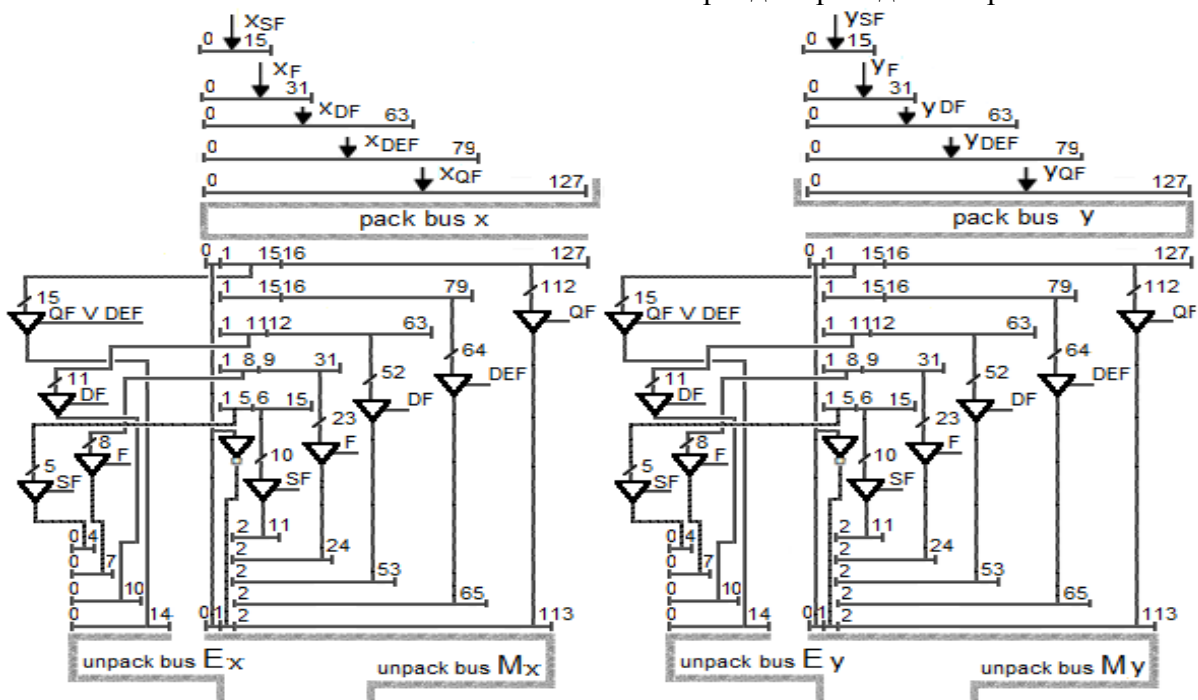 xSF ySF
0 15 0 15
xF yF
0 31 0 31
xDF yDF
0 63 0 63
xDEF yDEF
0 79 0 79
xQF yQF
0 127 0 127
pack bus x pack bus y
0 1 15 16 127 0 1 15 16 127
15 1 15 16 79 112 15 1 15 16 79 112
QF V DEF QF QF V DEF QF
1 11 12 63 1 11 12 63
64 64
1 8 9 31 1 8 9 31
11 52 DEF 11 52 DEF
DF 1 5 6 15 DF DF 1 5 6 15 DF
23 23
8 F 8 F
5 10 F 5 10 F
SF SF SF SF
0 4 2 11 0 4 2 11
0 7 2 24 0 7 2 24
0 10 2 53 0 10 2 53
2 65 2 65
0 14 0 1 2 113 0 14 0 1 2 113
unpack bus Ex unpack bus Mx unpack bus Ey unpack bus My